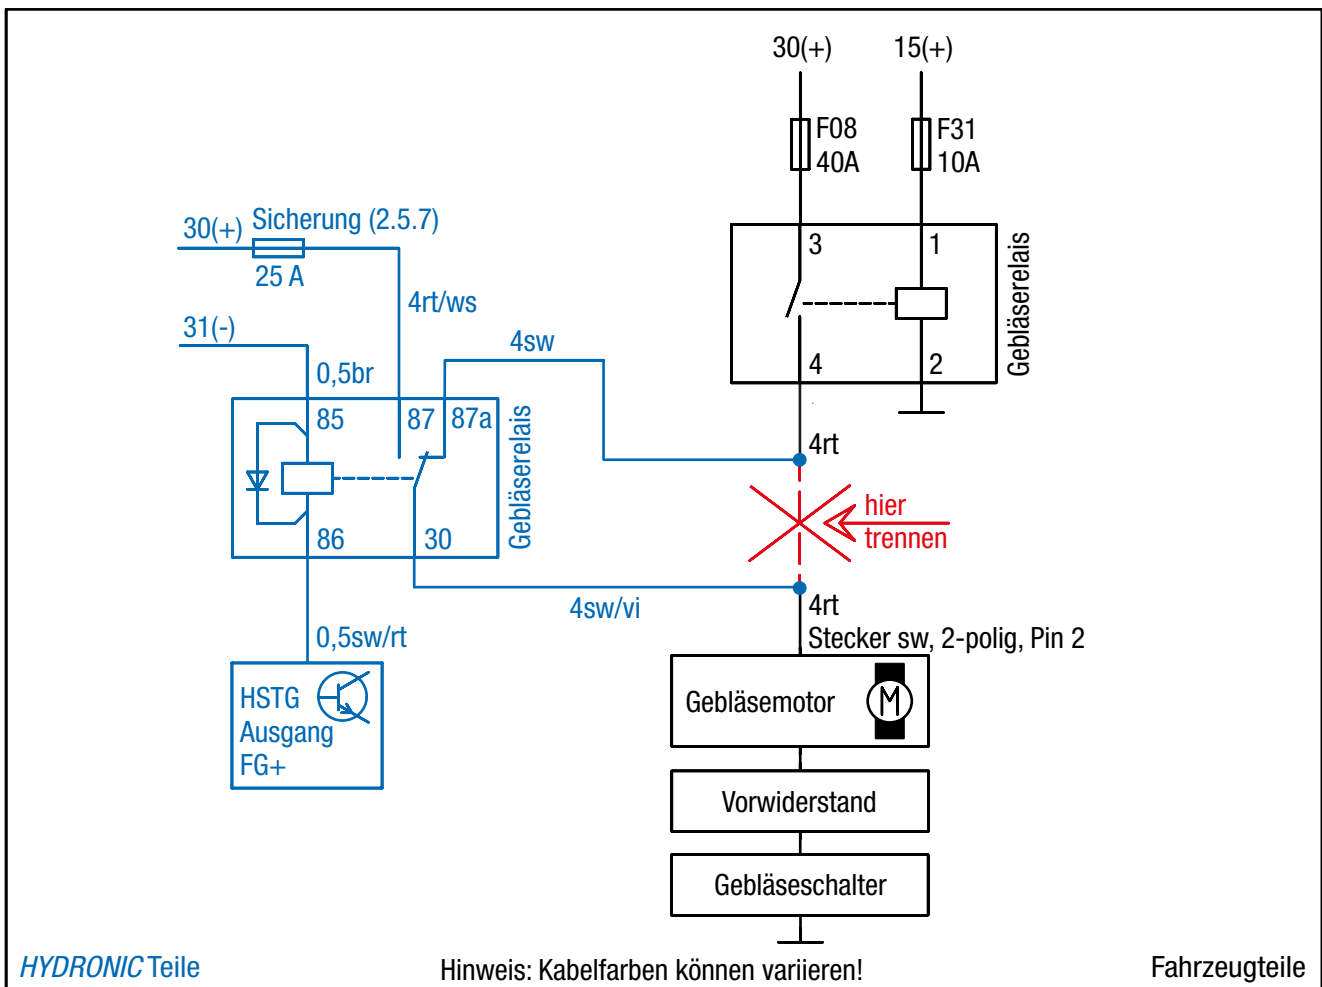 30(+)
15(+)
F08
40A
F31
10A
30(+)
Sicherung (2.5.7)
25 A
4rt/ws
31(-)
0,5br
4sw
3
1
4
2
Gebläserelais
85
87
87a
86
30
Gebläserelais
4rt
hier
trennen
4sw/vi
4rt
Stecker sw, 2-polig, Pin 2
0,5sw/rt
HSTG
Ausgang
FG+
Gebläsemotor
M
Vorwiderstand
Gebläseschalter
HYDRONIC Teile
Hinweis: Kabelfarben können variieren!
Fahrzeugteile